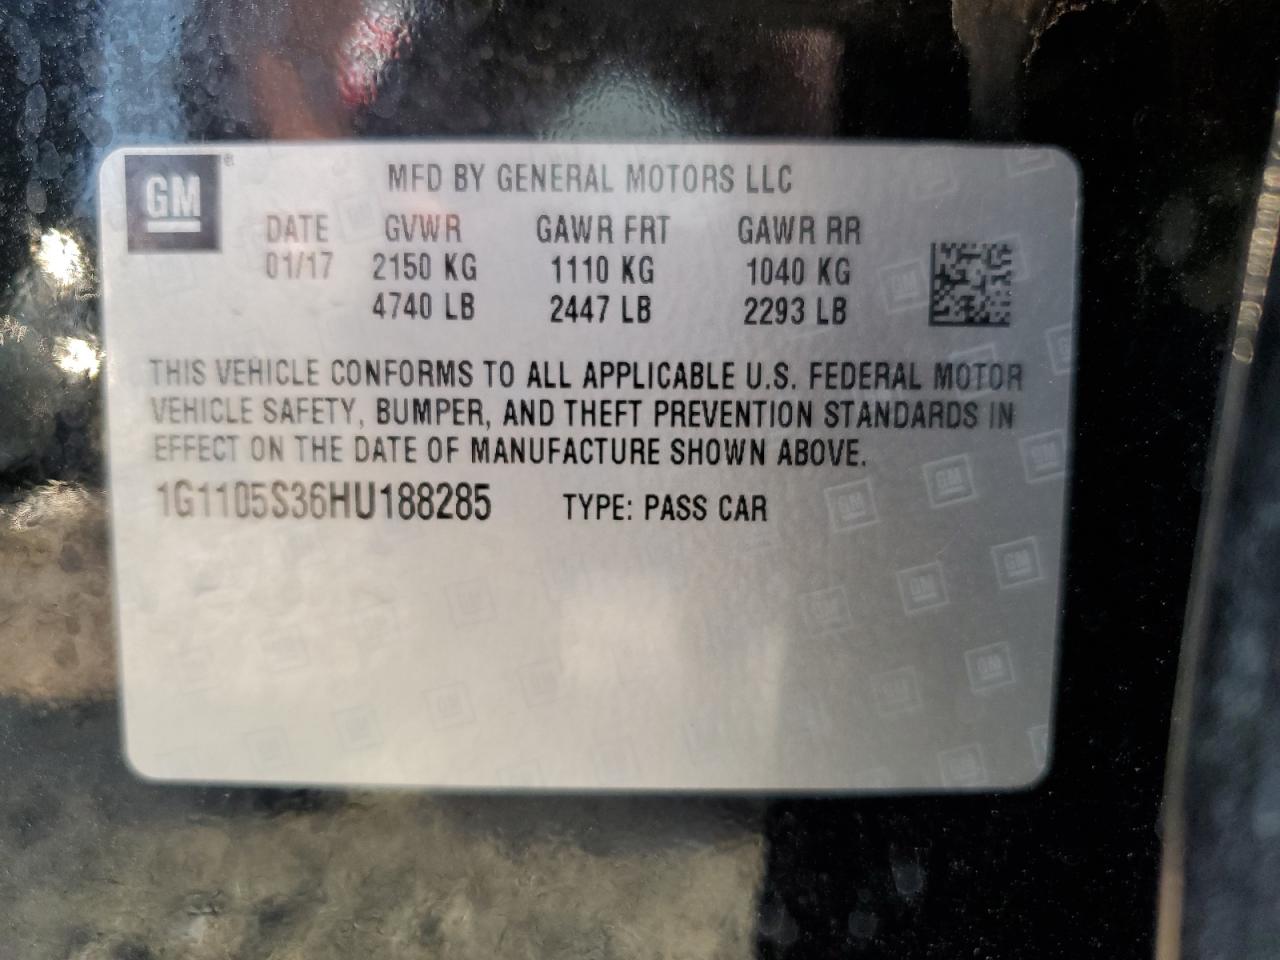 GM
MFD BY GENERAL MOTORS LLC
DATE GVWR GAWR FRT GAWR RR
01/17 2150 KG 1110 KG 1040 KG
4740 LB 2447 LB 2293 LB
THIS VEHICLE CONFORMS TO ALL APPLICABLE U.S. FEDERAL MOTOR
VEHICLE SAFETY, BUMPER, AND THEFT PREVENTION STANDARDS IN
EFFECT ON THE DATE OF MANUFACTURE SHOWN ABOVE.
1G1105S36HU188285 TYPE: PASS CAR